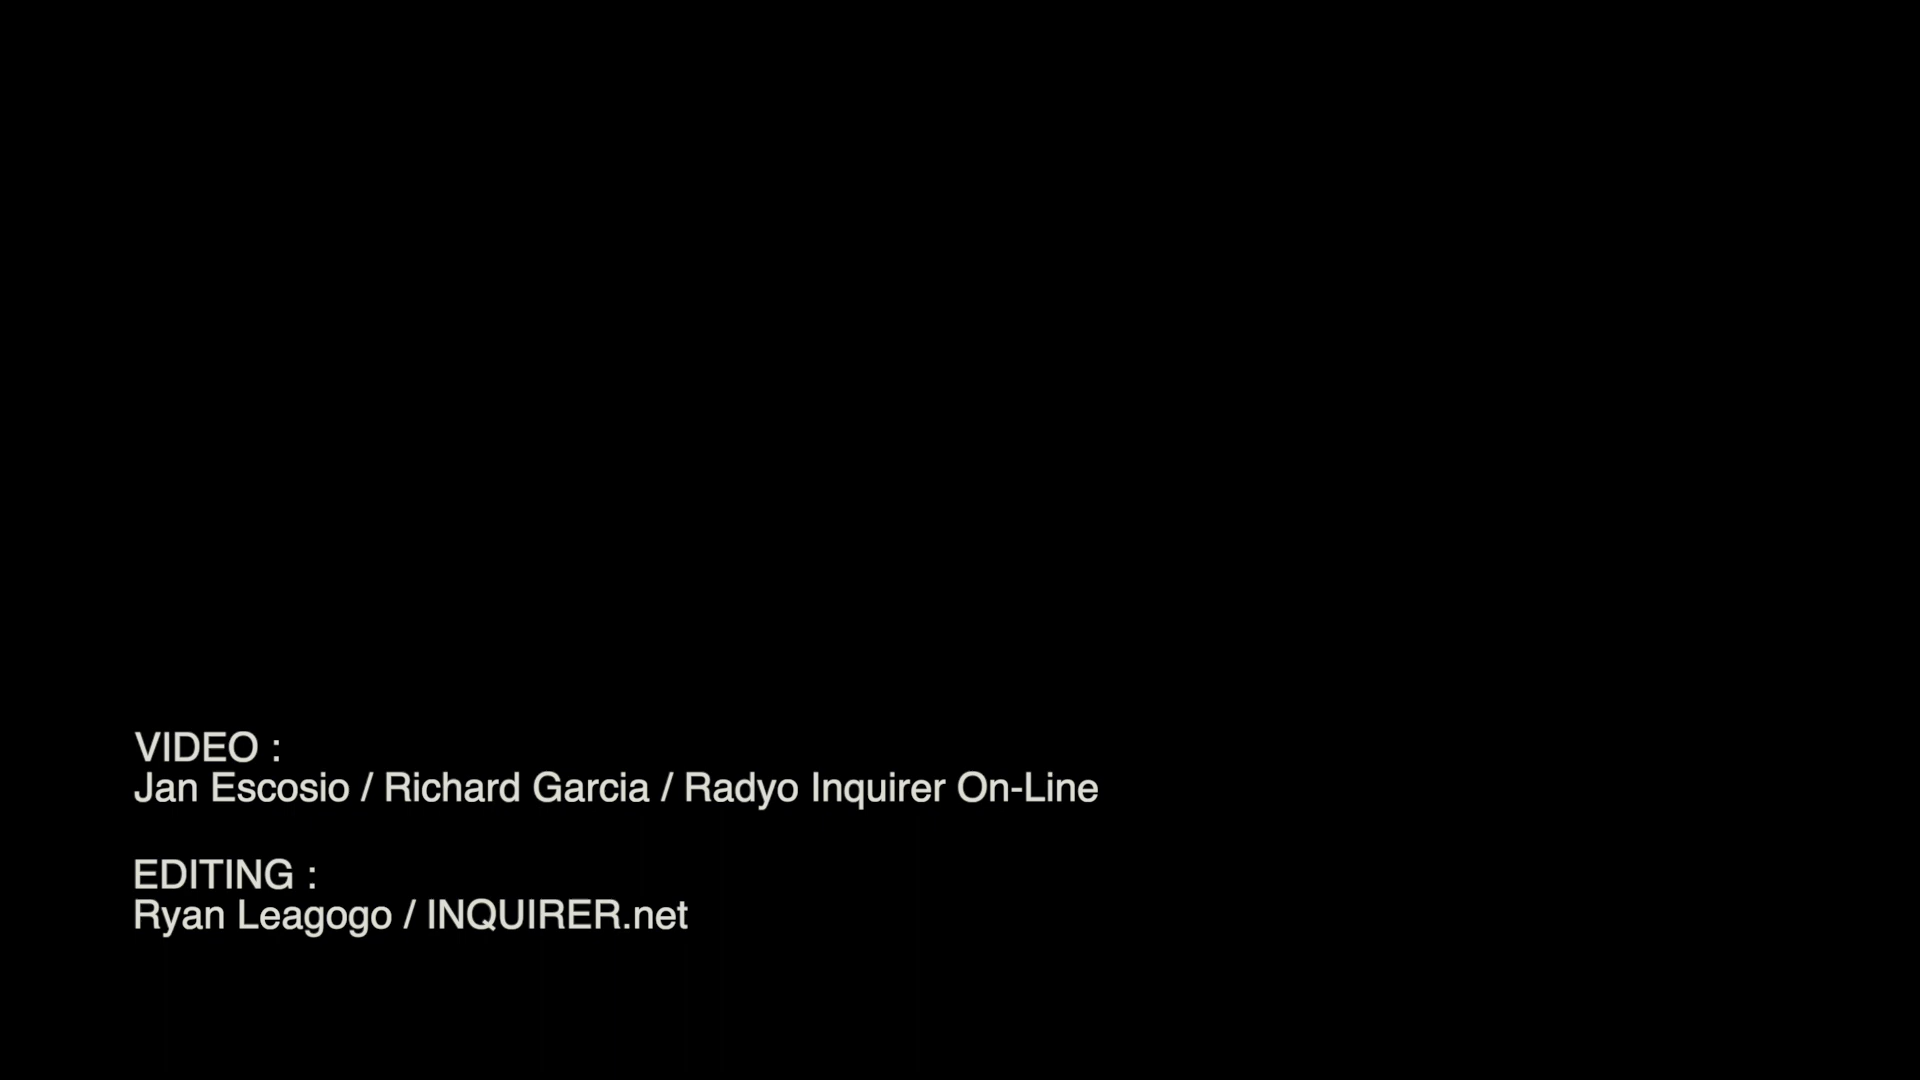 VIDEO :
Jan Escosio / Richard Garcia / Radyo Inquirer On-Line
EDITING :
Ryan Leagogo / INQUIRER.net